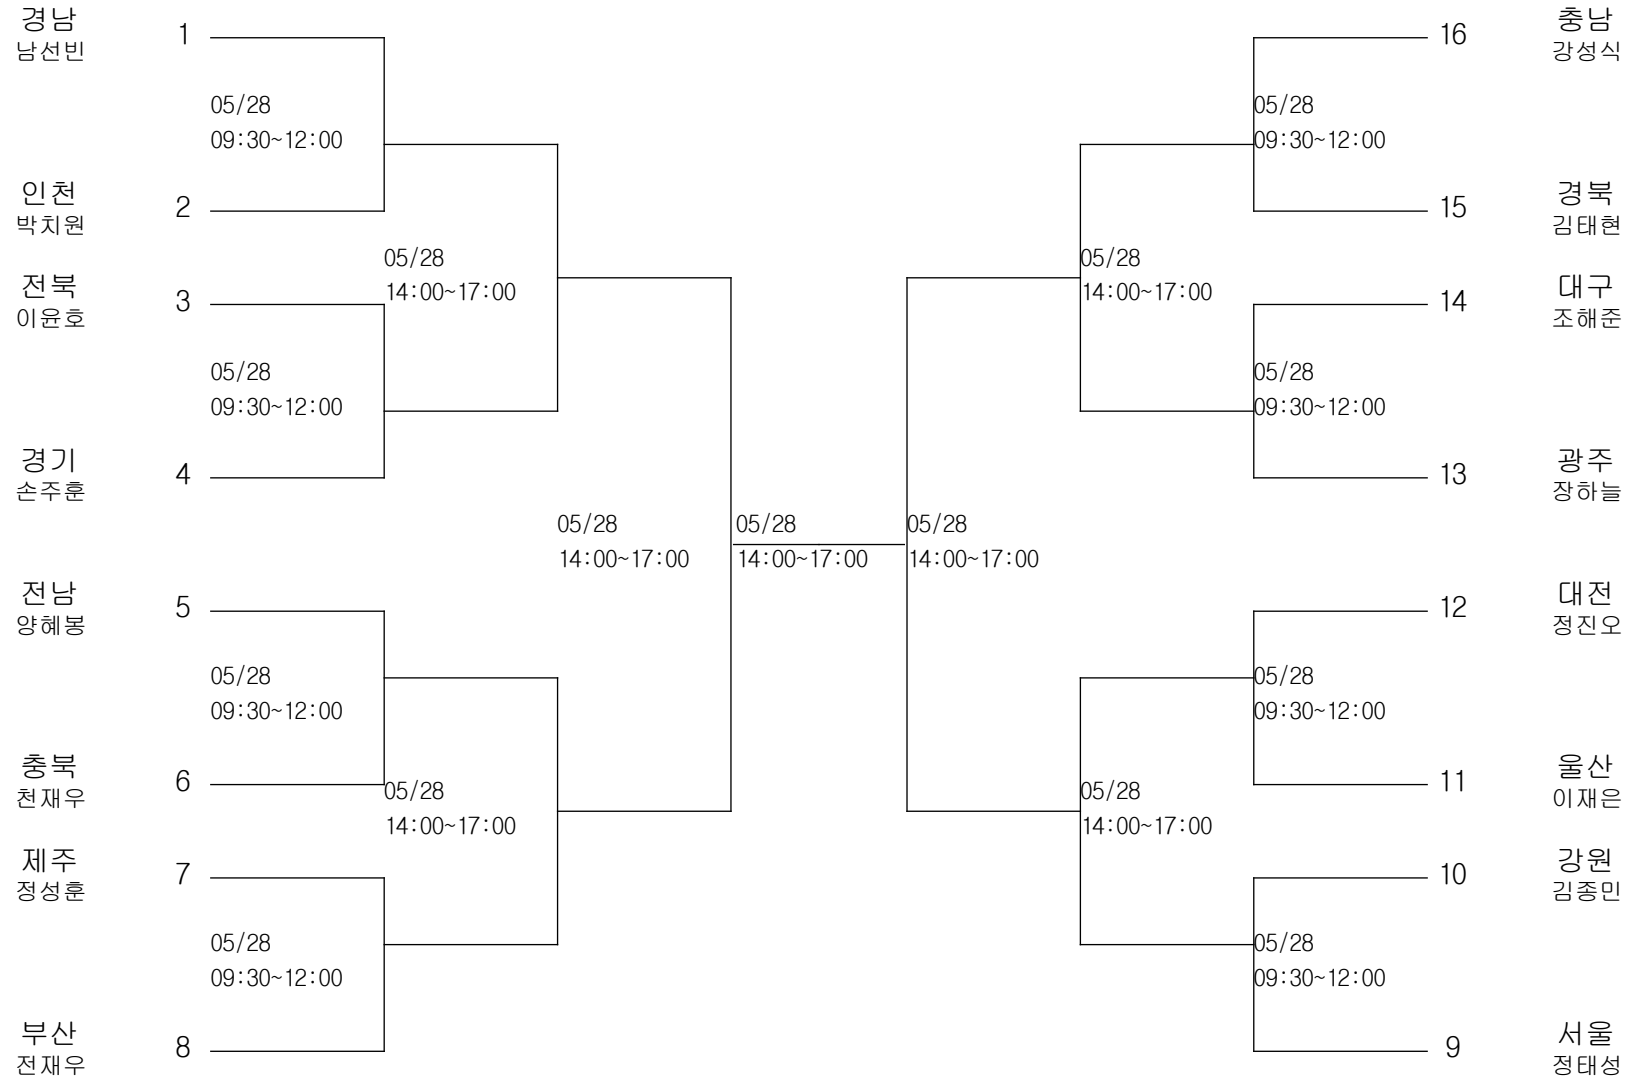 경남
남선빈
1
05/28
09:30~12:00
인천
박치원
2
05/28
14:00~17:00
전북
이윤호
3
05/28
09:30~12:00
경기
손주훈
4
05/28
14:00~17:00
전남
양혜봉
5
05/28
09:30~12:00
충북
천재우
6
05/28
14:00~17:00
제주
정성훈
7
05/28
09:30~12:00
부산
전재우
8
05/28
14:00~17:00
16
충남
강성식
05/28
09:30~12:00
15
경북
김태현
05/28
14:00~17:00
14
대구
조해준
05/28
09:30~12:00
13
광주
장하늘
05/28
14:00~17:00
12
대전
정진오
05/28
09:30~12:00
11
울산
이재은
05/28
14:00~17:00
10
강원
김종민
05/28
09:30~12:00
9
서울
정태성